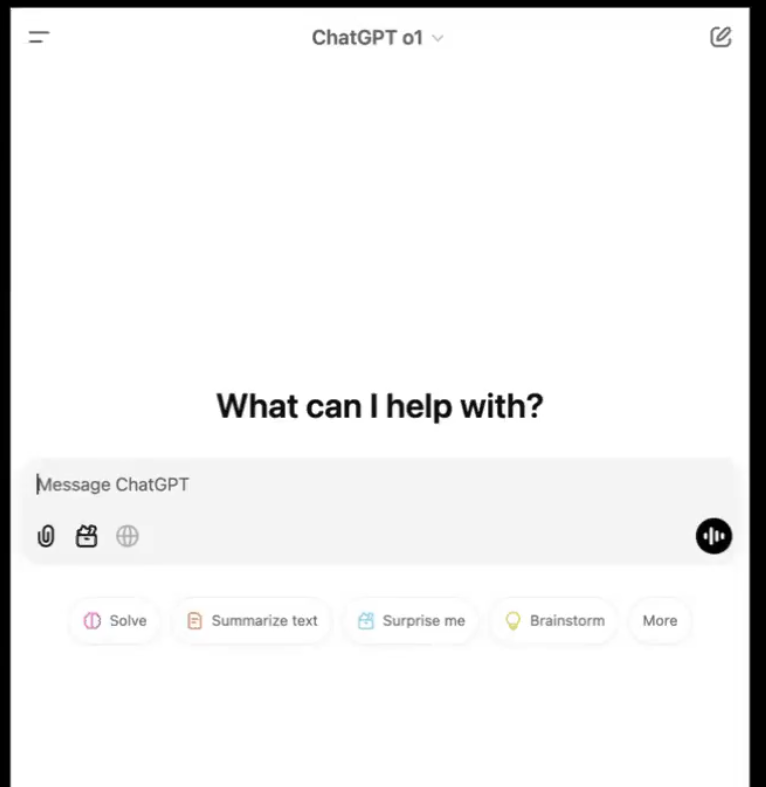 ChatGPT o1
What can I help with?
Message ChatGPT
Solve
Summarize text
Surprise me
Brainstorm
More